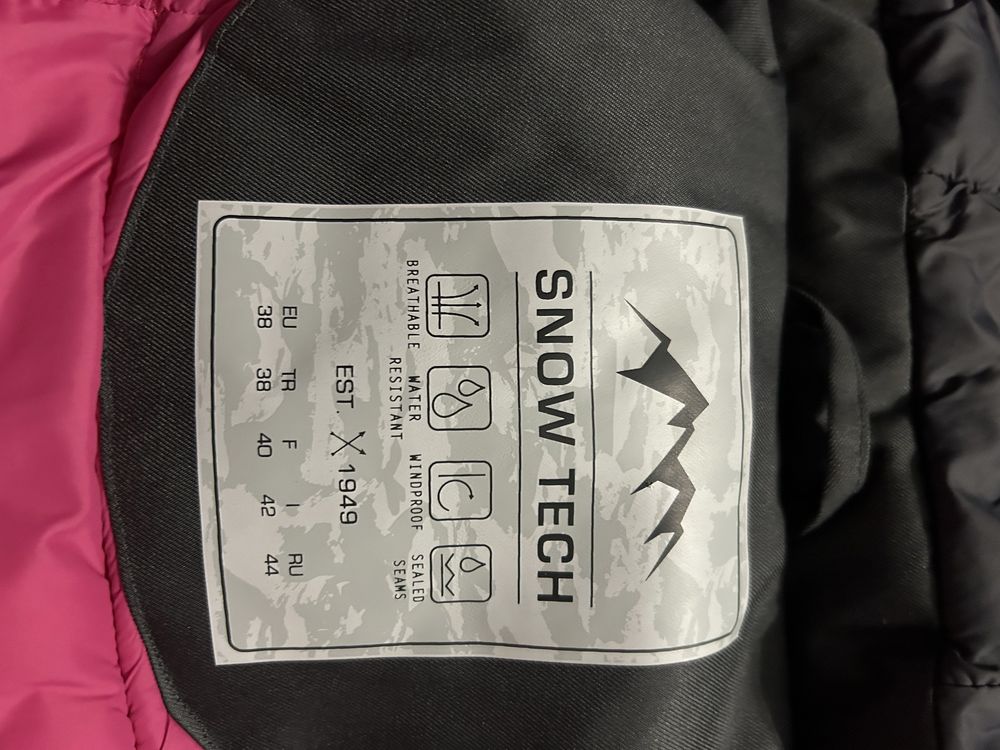 SNOW TECH
BREATHABLE
WATER
RESISTANT
WINDPROOF
SEALED
SEAMS
EST. 1949
EU TR F I RU
38 38 40 42 44